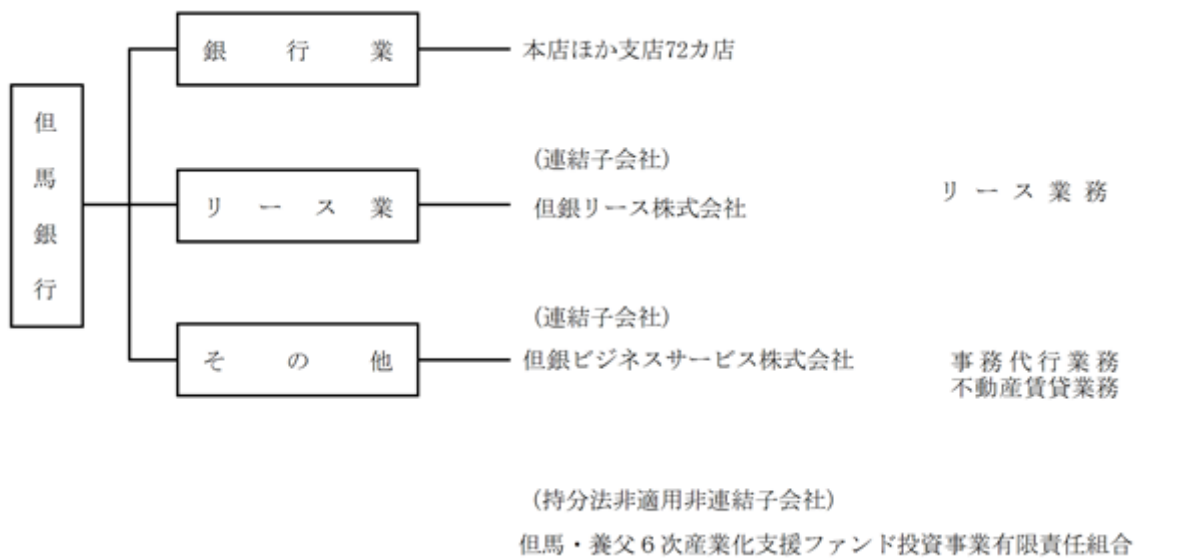 但馬銀行
銀行業
本店ほか支店72カ店
(連結子会社)
リース業
但銀リース株式会社
リース業務
(連結子会社)
その他
但銀ビジネスサービス株式会社
事務代行業務
不動産賃貸業務
(持分法非適用非連結子会社)
但馬・養父６次産業化支援ファンド投資事業有限責任組合